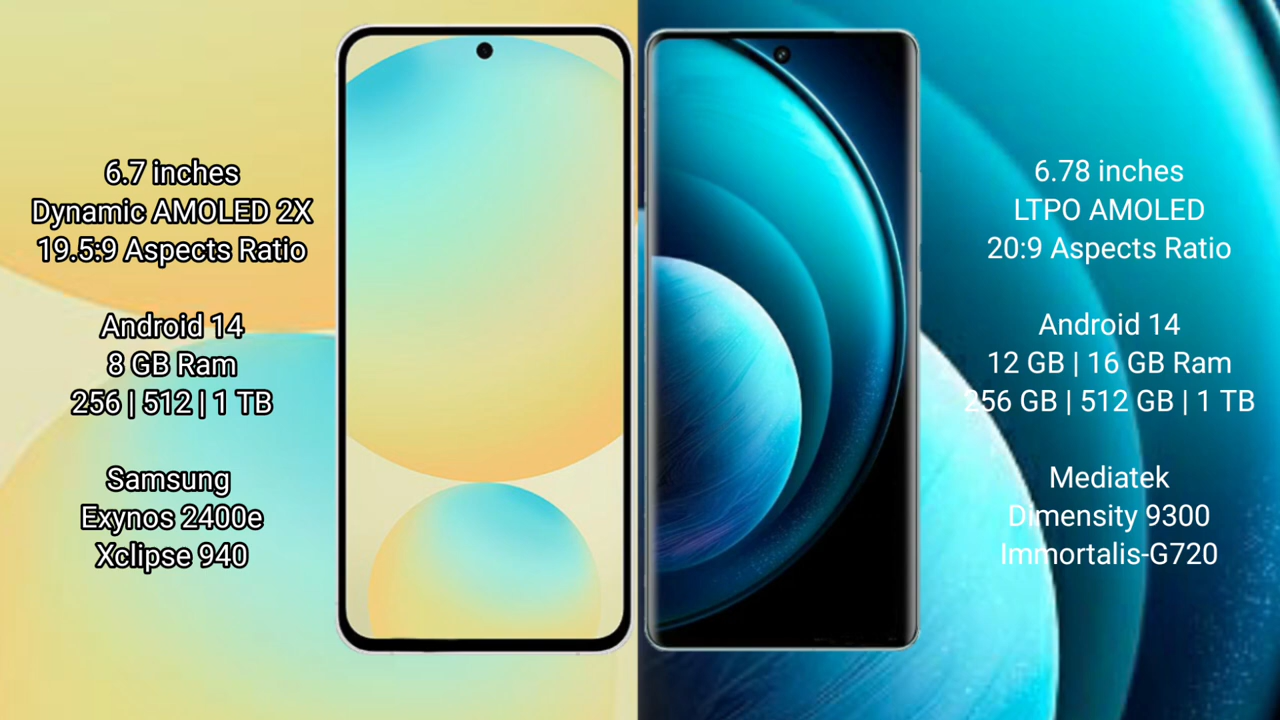 6.7 inches
Dynamic AMOLED 2X
19.5:9 Aspects Ratio
Android 14
8 GB Ram
256 | 512 | 1 TB
Samsung
Exynos 2400e
Xclipse 940
6.78 inches
LTPO AMOLED
20:9 Aspects Ratio
Android 14
12 GB | 16 GB Ram
256 GB | 512 GB | 1 TB
Mediatek
Dimensity 9300
Immortalis-G720